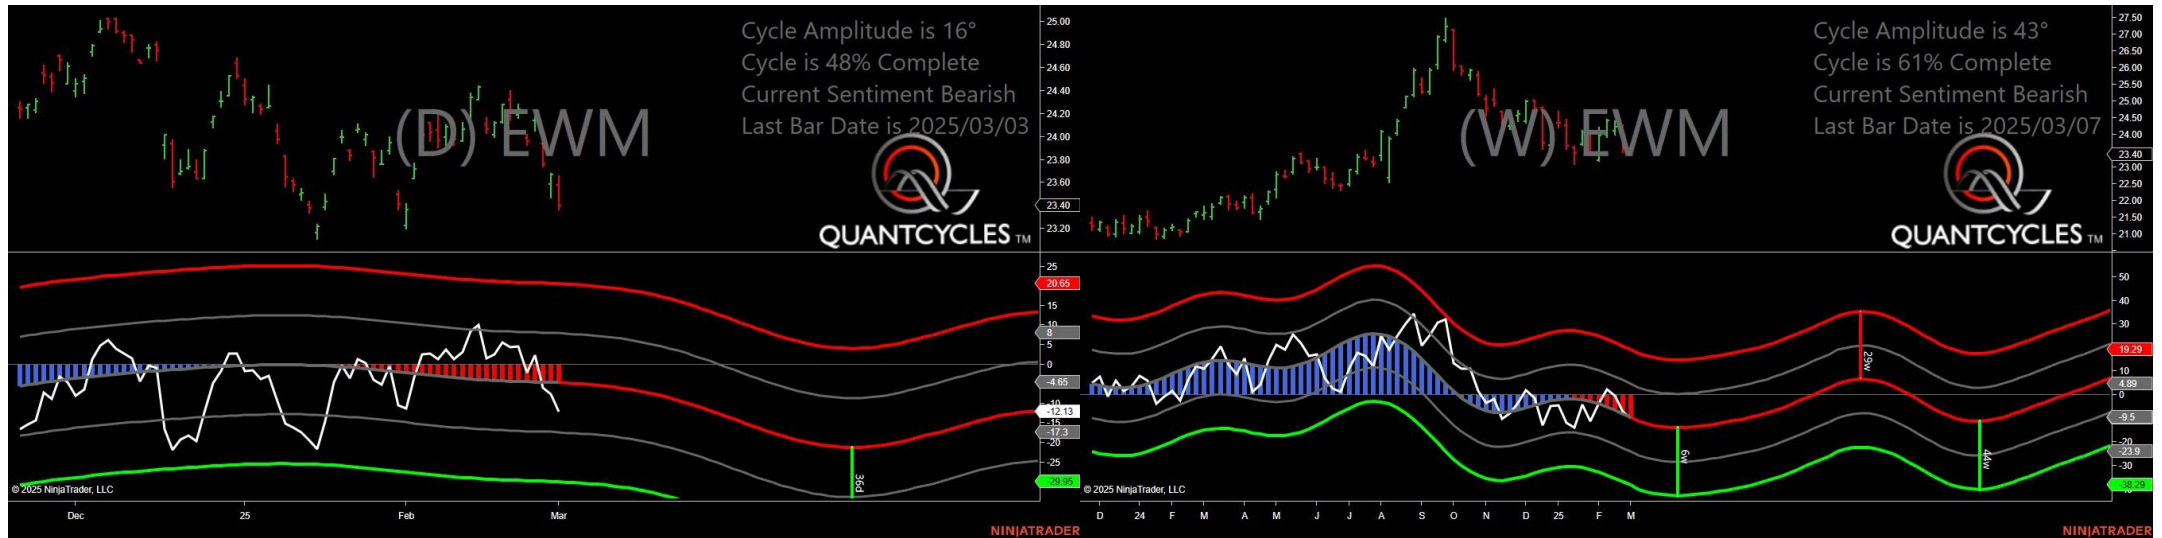 Cycle Amplitude is 16°
Cycle is 48% Complete
Current Sentiment Bearish
Last Bar Date is 2025/03/03
(D) EWM
QUANTCYCLES TM
25.00
24.80
24.60
24.40
24.20
24.00
23.80
23.60
23.40
23.20
25
20.65
15
10
8
5
0
-4.65
-10
-12.13
-15
-17.3
-20
-25
-29.95
36d
© 2025 NinjaTrader, LLC
Dec 25 Feb Mar
NINJATRADER
Cycle Amplitude is 43°
Cycle is 61% Complete
Current Sentiment Bearish
Last Bar Date is 2025/03/07
(W) EWM
QUANTCYCLES TM
27.50
27.00
26.50
26.00
25.50
25.00
24.50
24.00
23.40
23.00
22.50
22.00
21.50
21.00
50
40
30
19.29
10
4.89
0
-9.5
-20
-23.9
-30
-38.29
6w
29w
44w
© 2025 NinjaTrader, LLC
D 24 F M A M J J A S O N D 25 F M
NINJATRADER